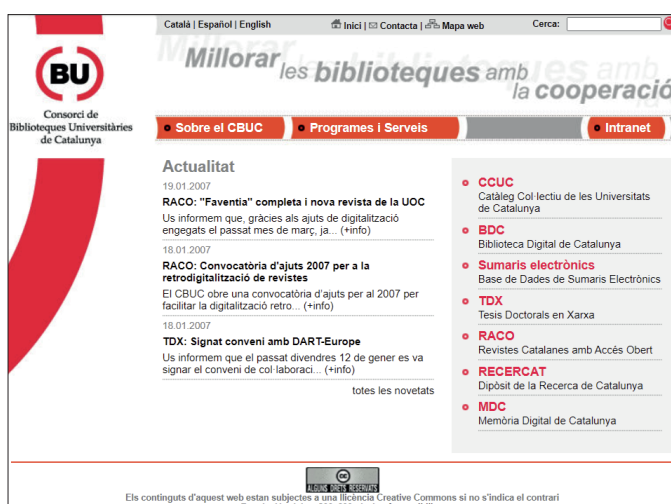 Català | Español | English
Inici | Contacta | Mapa web
Cerca:
BU
Consorci de
Biblioteques Universitàries
de Catalunya
Millorar les biblioteques amb
la cooperació
Sobre el CBUC
Programes i Serveis
Intranet
Actualitat
19.01.2007
RACO: "Faventia" completa i nova revista de la UOC
Us informem que, gràcies als ajuts de digitalització
engegats el passat mes de març, ja... (+info)
18.01.2007
RACO: Convocatòria d'ajuts 2007 per a la
retrodigitalització de revistes
El CBUC obre una convocatòria d'ajuts per al 2007 per
facilitar la digitalització retro... (+info)
18.01.2007
TDX: Signat conveni amb DART-Europe
Us informem que el passat divendres 12 de gener es va
signar el conveni de col·laboraci... (+info)
totes les novetats
CCUC
Catàleg Col·lectiu de les Universitats
de Catalunya
BDC
Biblioteca Digital de Catalunya
Sumaris electrònics
Base de Dades de Sumaris Electrònics
TDX
Tesis Doctorals en Xarxa
RACO
Revistes Catalanes amb Accés Obert
RECERCAT
Dipòsit de la Recerca de Catalunya
MDC
Memòria Digital de Catalunya
cc
ALGUNS DRETS RESERVATS
Els continguts d'aquest web estan subjectes a una llicència Creative Commons si no s'indica el contrari